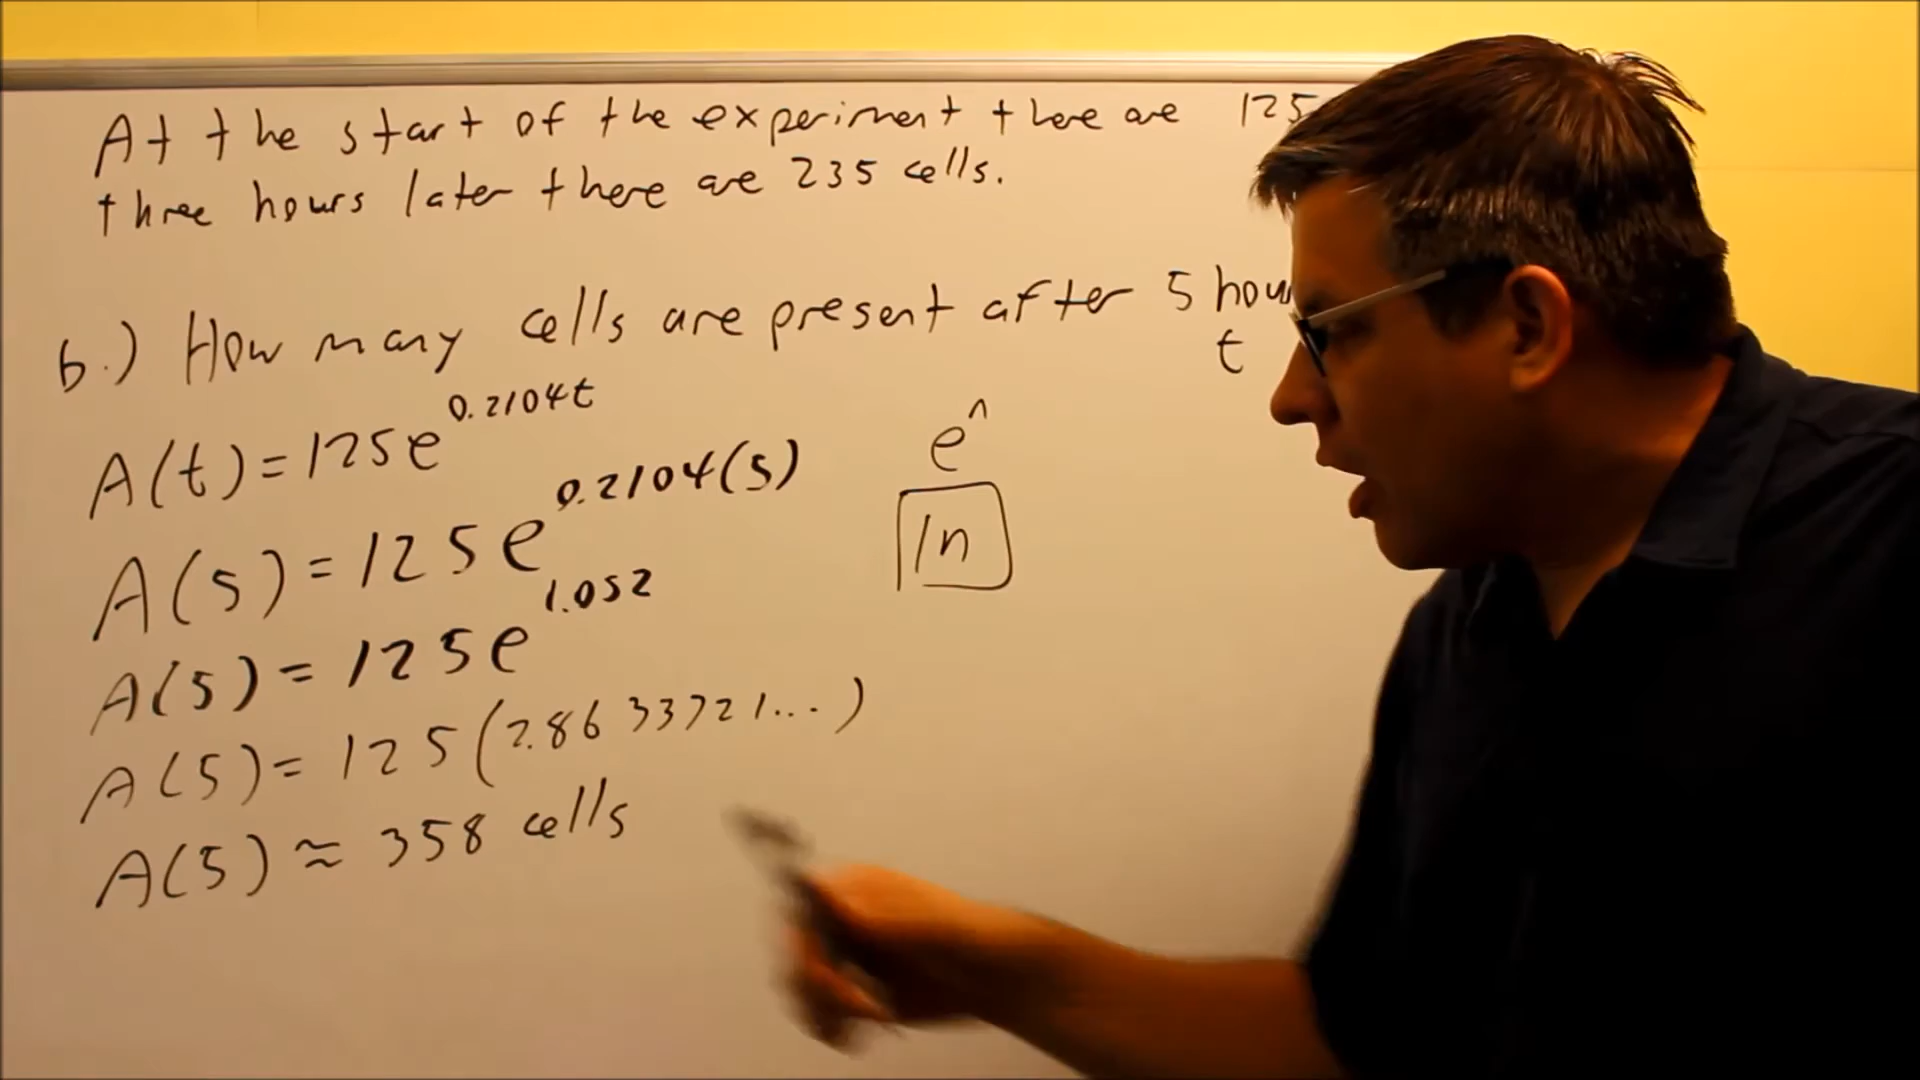 At the start of the experiment there are 125
three hours later there are 235 cells.
b.) How many cells are present after 5 hour
t
A(t)=125e^0.2104t
A(5)=125e^0.2104(5)
e^^
ln
A(5)=125e^1.052
A(5)=125(2.8633721...)
A(5)≈358 cells